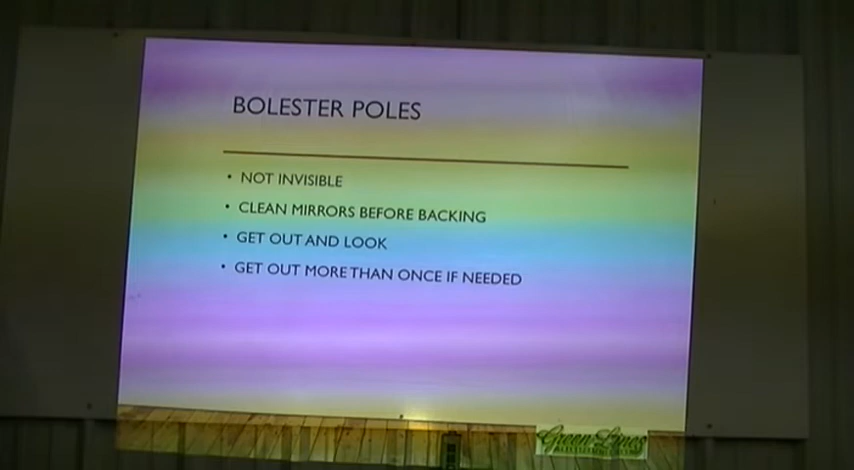 BOLESTER POLES
• NOT INVISIBLE
• CLEAN MIRRORS BEFORE BACKING
• GET OUT AND LOOK
• GET OUT MORE THAN ONCE IF NEEDED
Green Lines